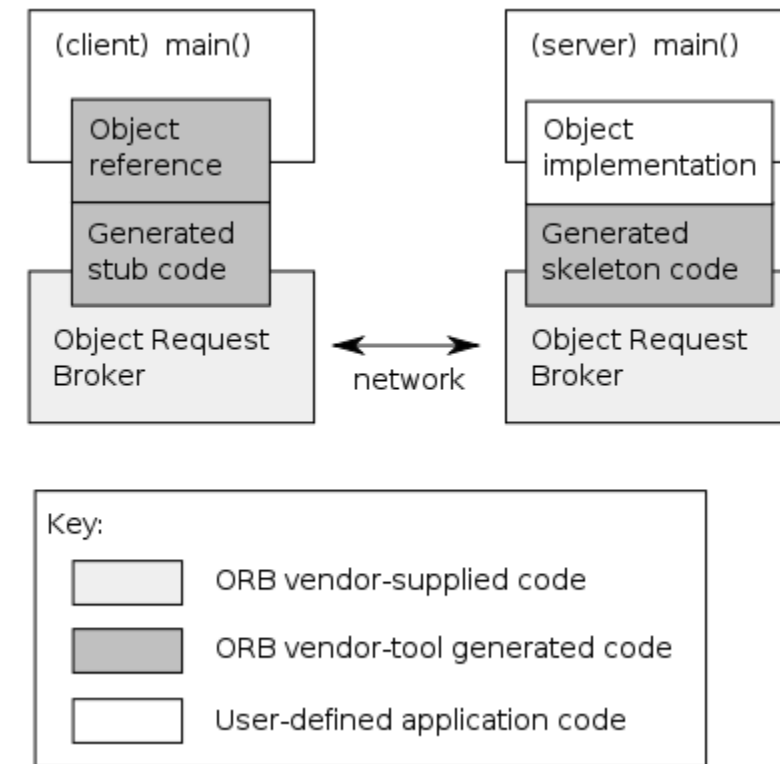 (client) main()
Object
reference
Generated
stub code
Object Request
Broker
network
(server) main()
Object
implementation
Generated
skeleton code
Object Request
Broker
Key:
ORB vendor-supplied code
ORB vendor-tool generated code
User-defined application code